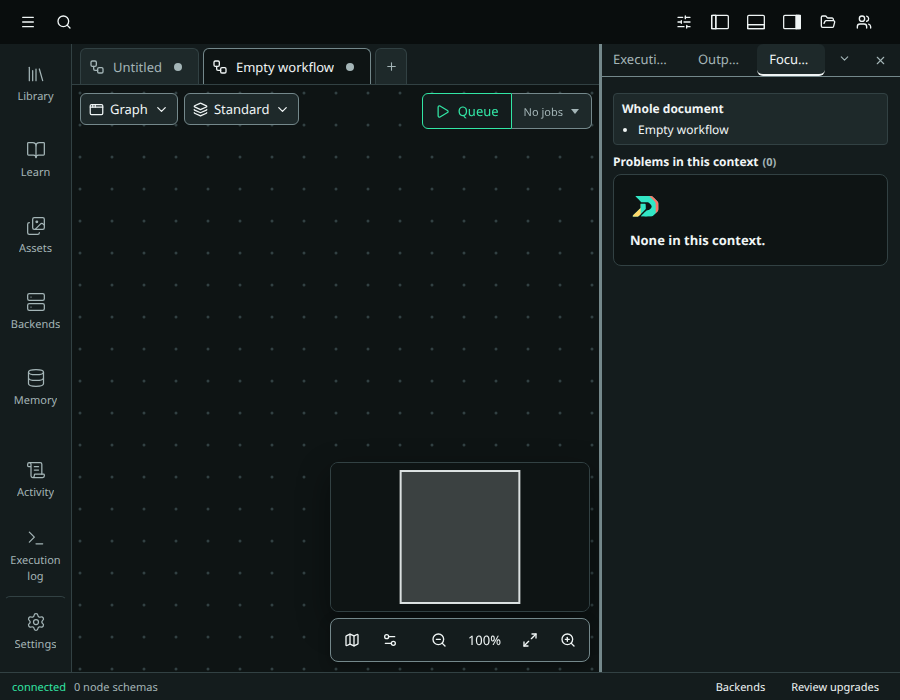 Untitled
Empty workflow
Executi...
Outp...
Focu...
Library
Learn
Assets
Backends
Memory
Activity
Execution
log
Settings
Graph
Standard
Queue
No jobs
100%
Whole document
• Empty workflow
Problems in this context (0)
None in this context.
connected
0 node schemas
Backends
Review upgrades